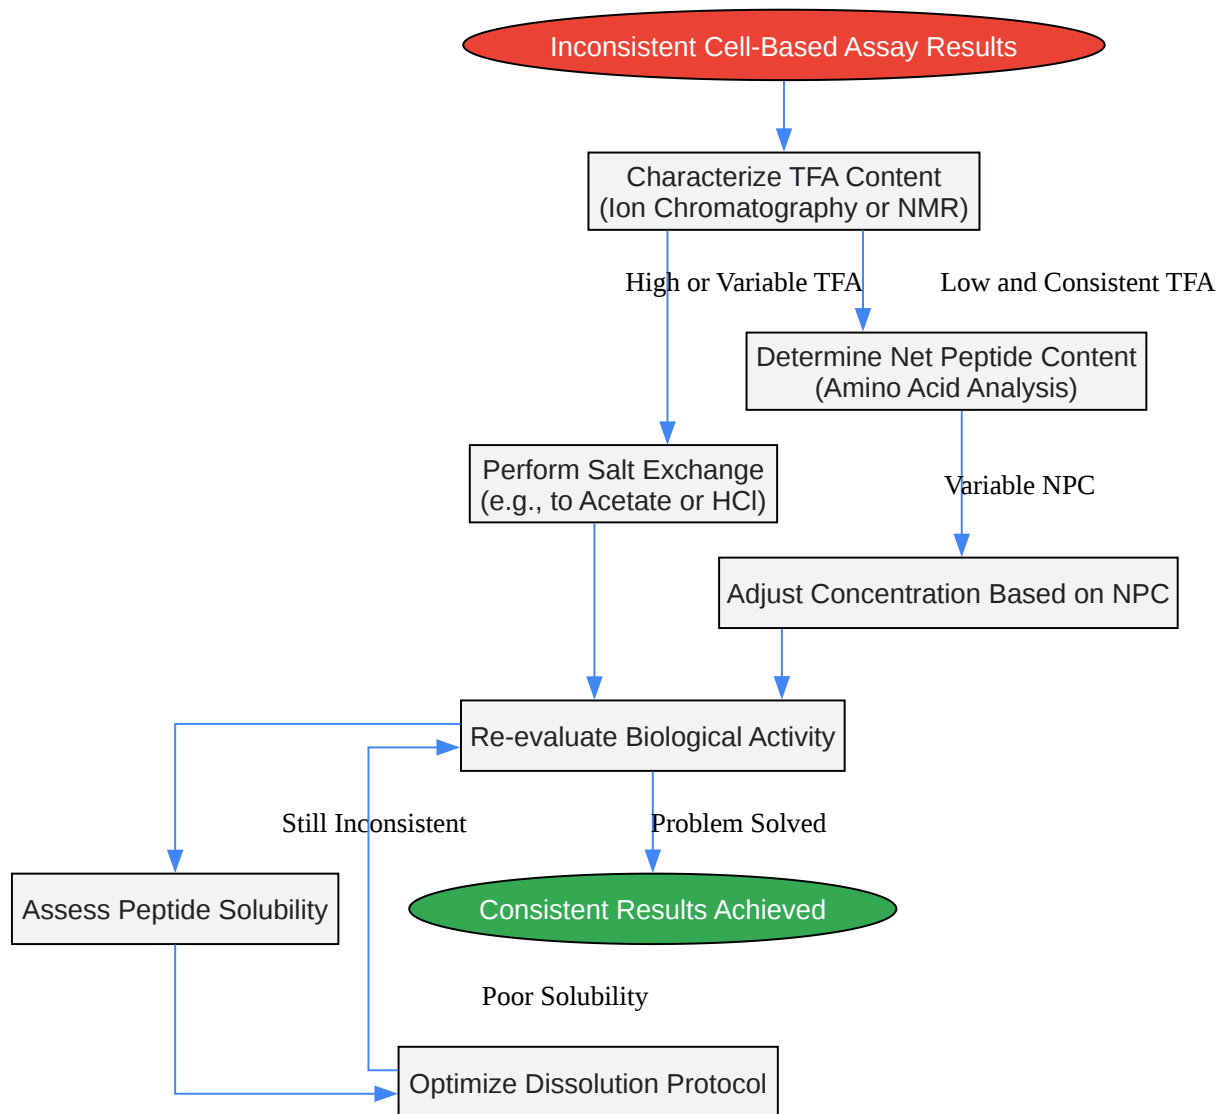 Inconsistent Cell-Based Assay Results
Characterize TFA Content
(Ion Chromatography or NMR)
High or Variable TFA
Low and Consistent TFA
Determine Net Peptide Content
(Amino Acid Analysis)
Perform Salt Exchange
(e.g., to Acetate or HCl)
Variable NPC
Adjust Concentration Based on NPC
Re-evaluate Biological Activity
Still Inconsistent
Problem Solved
Assess Peptide Solubility
Consistent Results Achieved
Poor Solubility
Optimize Dissolution Protocol